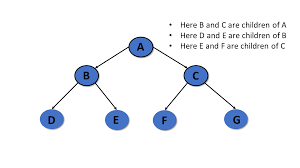 • Here B and C are children of A
• Here D and E are children of B
• Here E and F are children of C
A
B
C
D
E
F
G